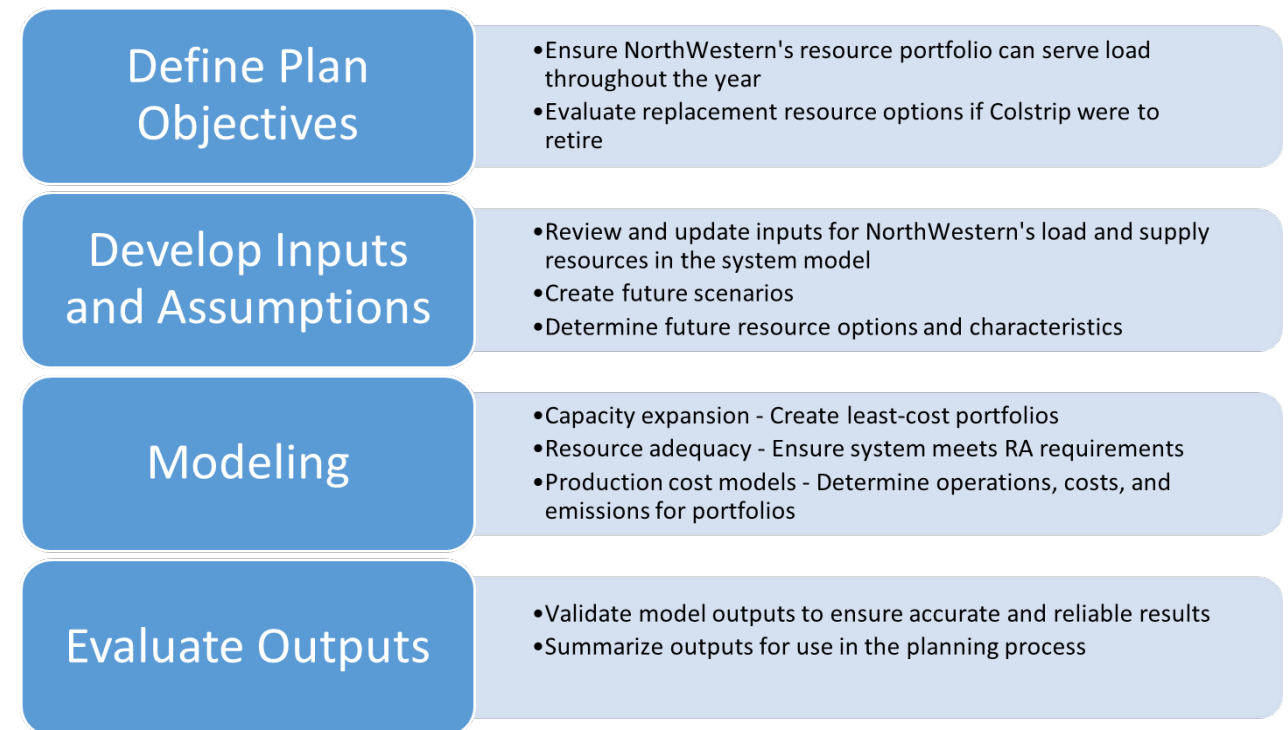 Define Plan
Objectives
•Ensure NorthWestern's resource portfolio can serve load
throughout the year
•Evaluate replacement resource options if Colstrip were to
retire
Develop Inputs
and Assumptions
•Review and update inputs for NorthWestern's load and supply
resources in the system model
•Create future scenarios
•Determine future resource options and characteristics
Modeling
•Capacity expansion - Create least-cost portfolios
•Resource adequacy - Ensure system meets RA requirements
•Production cost models - Determine operations, costs, and
emissions for portfolios
Evaluate Outputs
•Validate model outputs to ensure accurate and reliable results
•Summarize outputs for use in the planning process